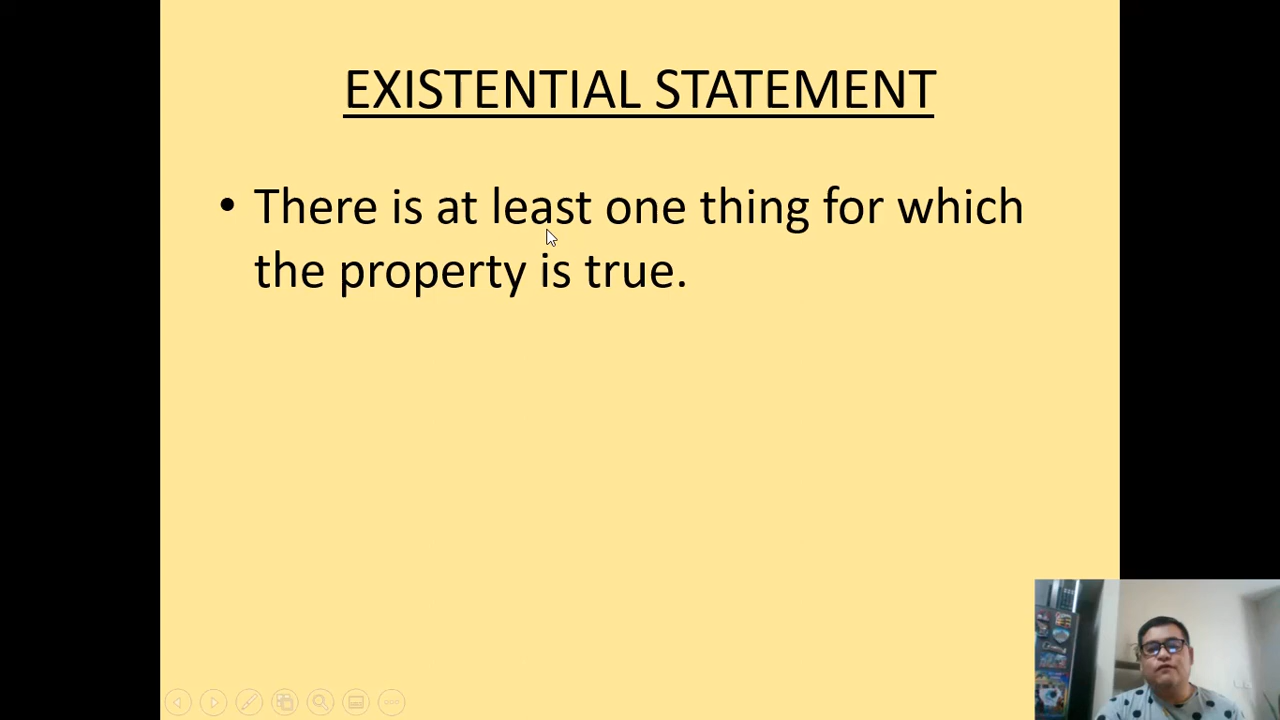 EXISTENTIAL STATEMENT
• There is at least one thing for which
the property is true.